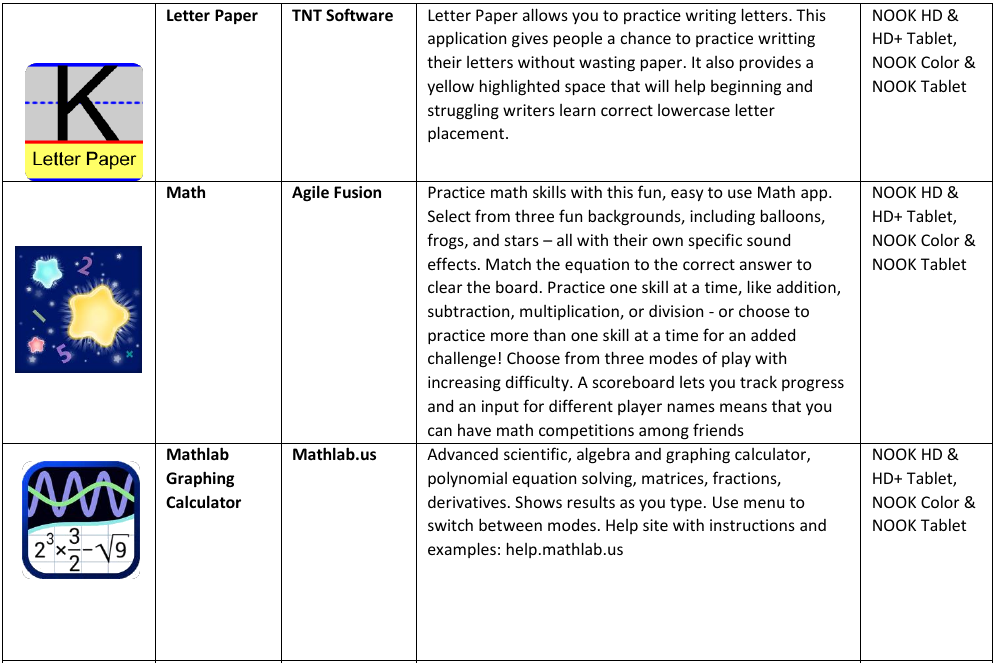 Letter Paper
TNT Software
Letter Paper allows you to practice writing letters. This
application gives people a chance to practice writting
their letters without wasting paper. It also provides a
yellow highlighted space that will help beginning and
struggling writers learn correct lowercase letter
placement.
NOOK HD &
HD+ Tablet,
NOOK Color &
NOOK Tablet
K
Letter Paper
Math
Agile Fusion
Practice math skills with this fun, easy to use Math app.
Select from three fun backgrounds, including balloons,
frogs, and stars – all with their own specific sound
effects. Match the equation to the correct answer to
clear the board. Practice one skill at a time, like addition,
subtraction, multiplication, or division - or choose to
practice more than one skill at a time for an added
challenge! Choose from three modes of play with
increasing difficulty. A scoreboard lets you track progress
and an input for different player names means that you
can have math competitions among friends
NOOK HD &
HD+ Tablet,
NOOK Color &
NOOK Tablet
2
5
Mathlab
Graphing
Calculator
Mathlab.us
Advanced scientific, algebra and graphing calculator,
polynomial equation solving, matrices, fractions,
derivatives. Shows results as you type. Use menu to
switch between modes. Help site with instructions and
examples: help.mathlab.us
NOOK HD &
HD+ Tablet,
NOOK Color &
NOOK Tablet
2³×3/2−√9